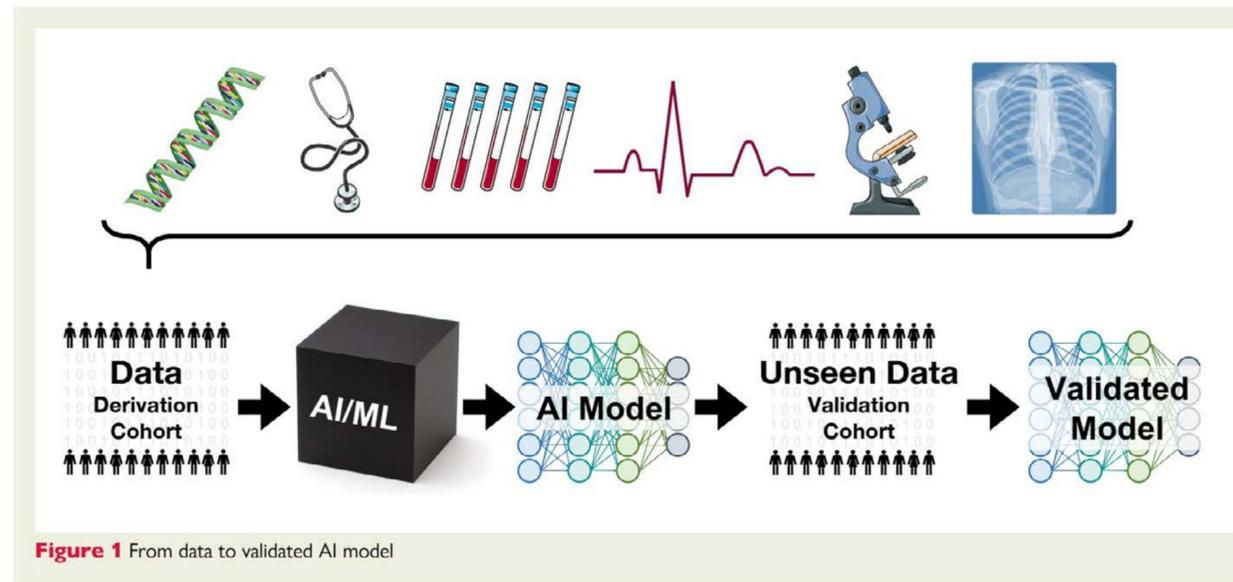 Data
Derivation
Cohort
AI/ML
AI Model
Unseen Data
Validation
Cohort
Validated
Model
Figure 1 From data to validated AI model